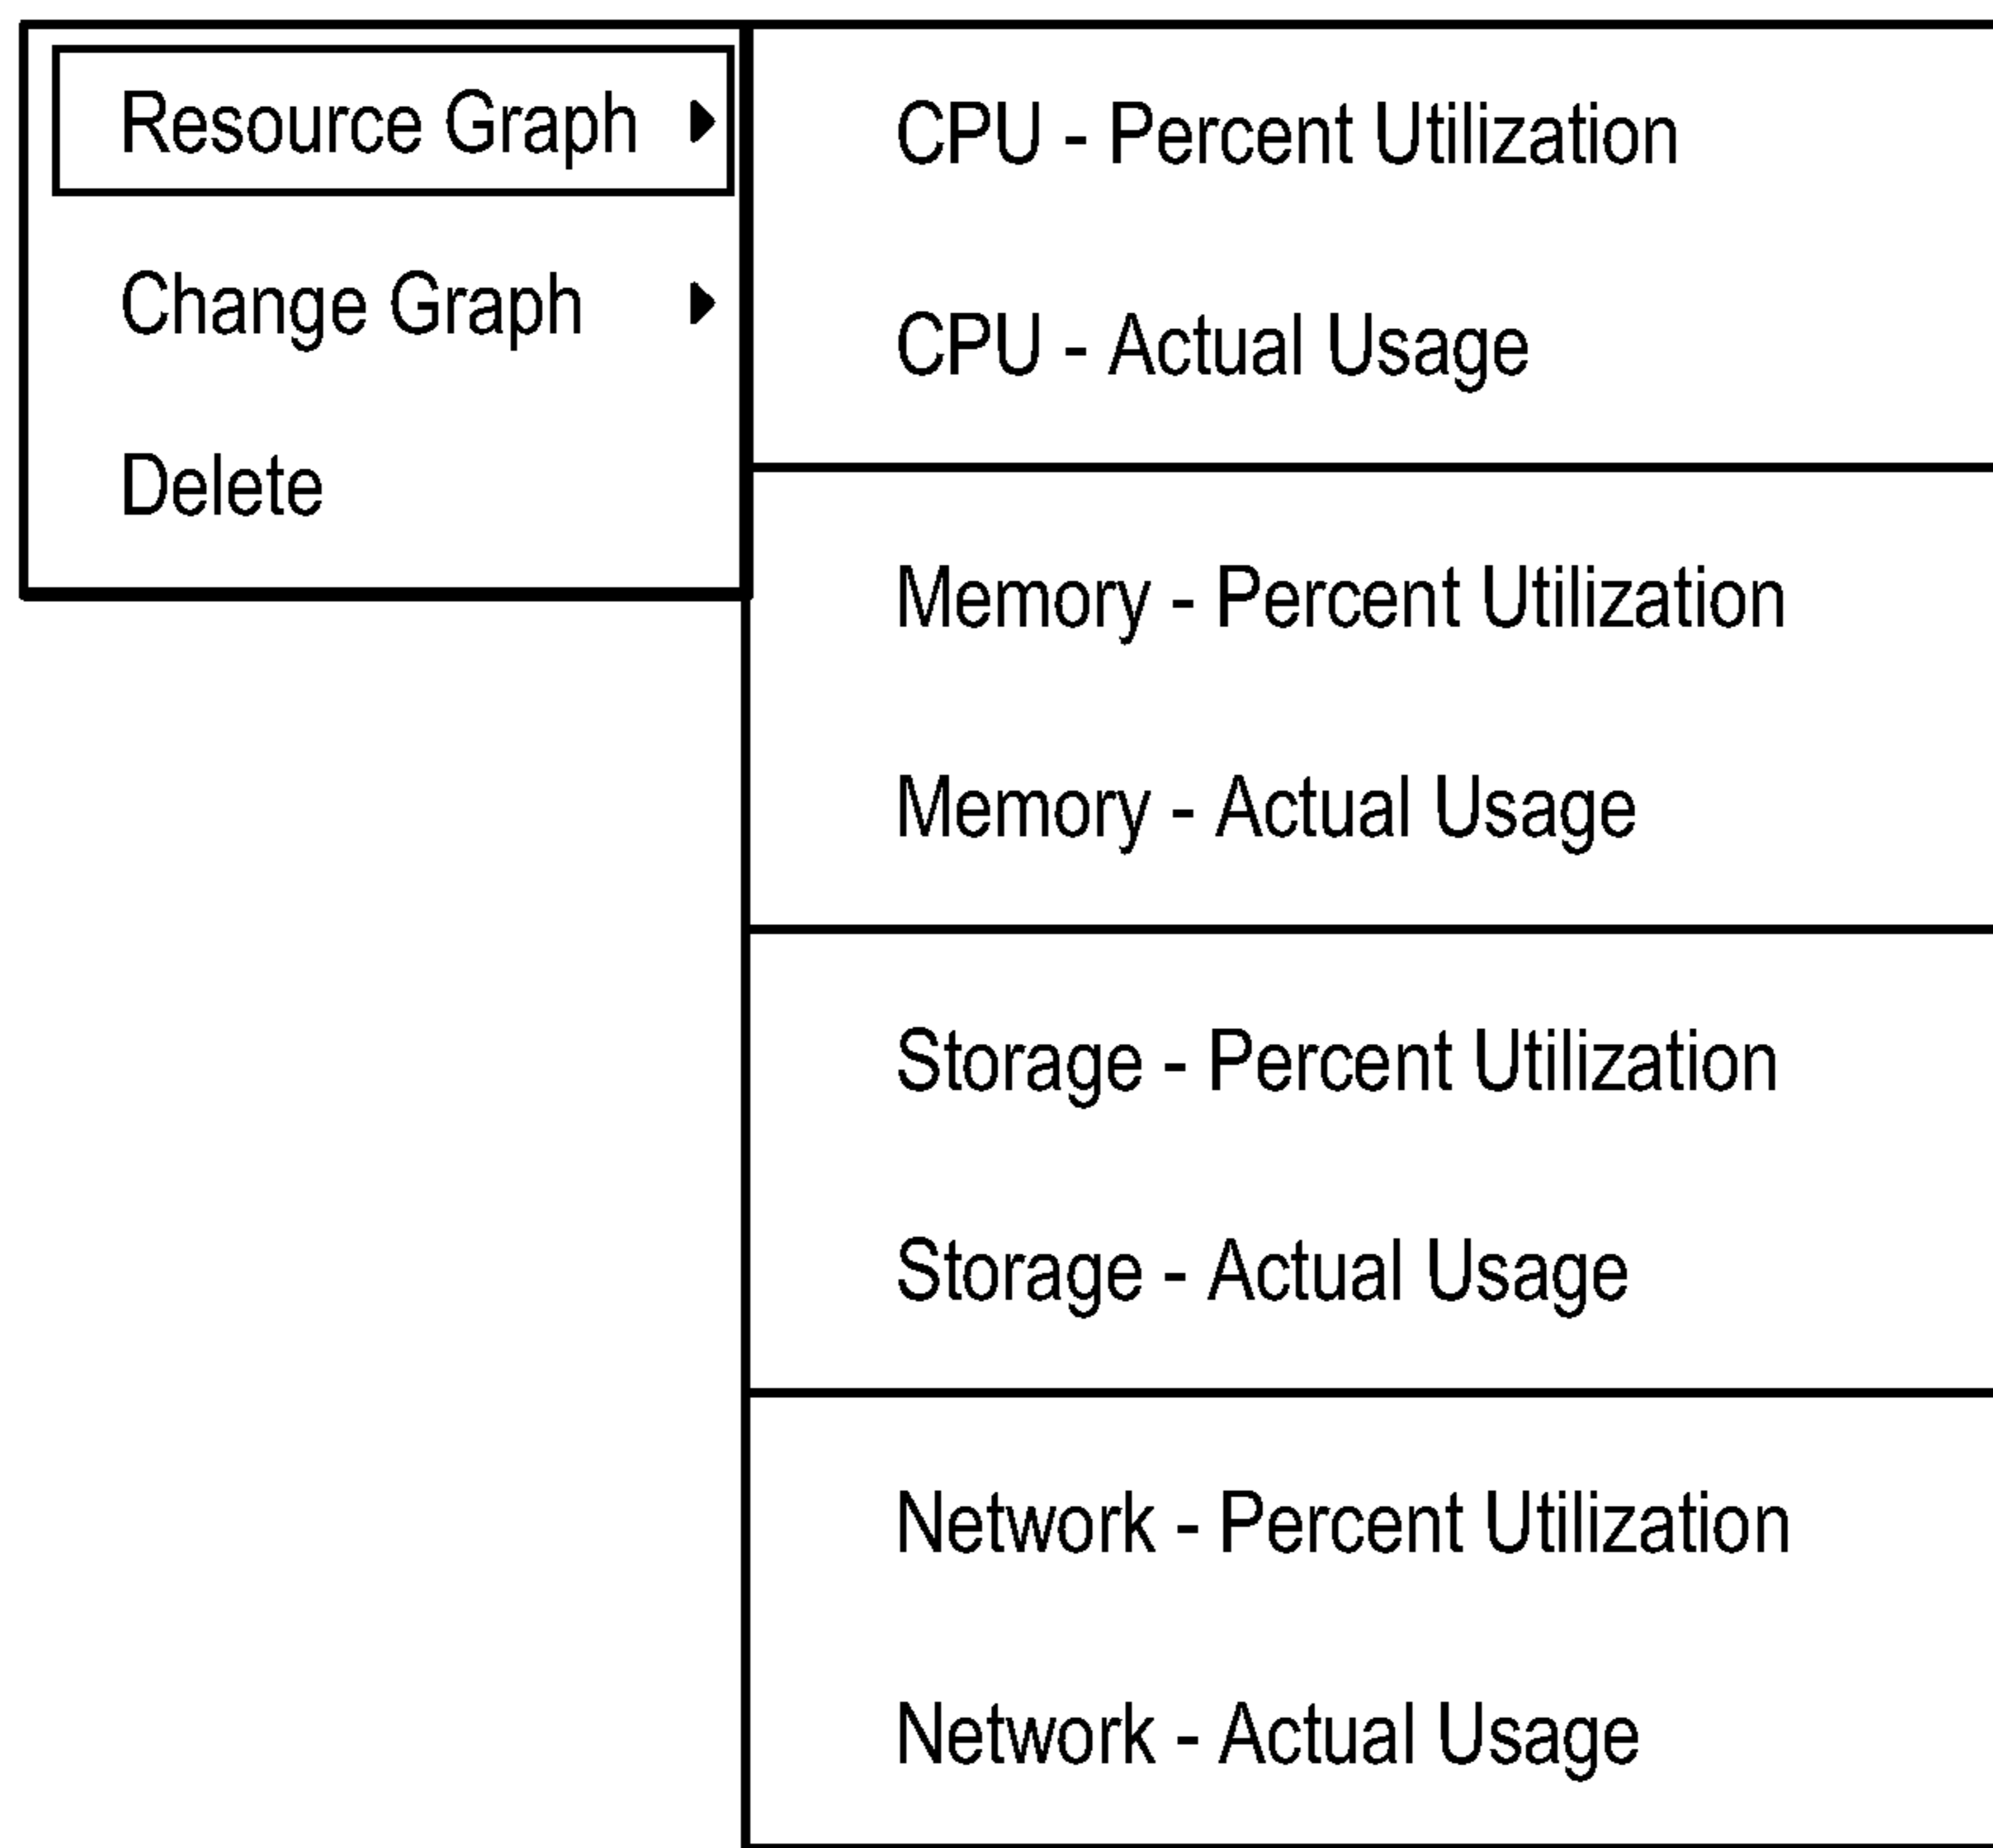 Resource Graph
Change Graph
Delete
CPU - Percent Utilization
CPU - Actual Usage
Memory - Percent Utilization
Memory - Actual Usage
Storage - Percent Utilization
Storage - Actual Usage
Network - Percent Utilization
Network - Actual Usage